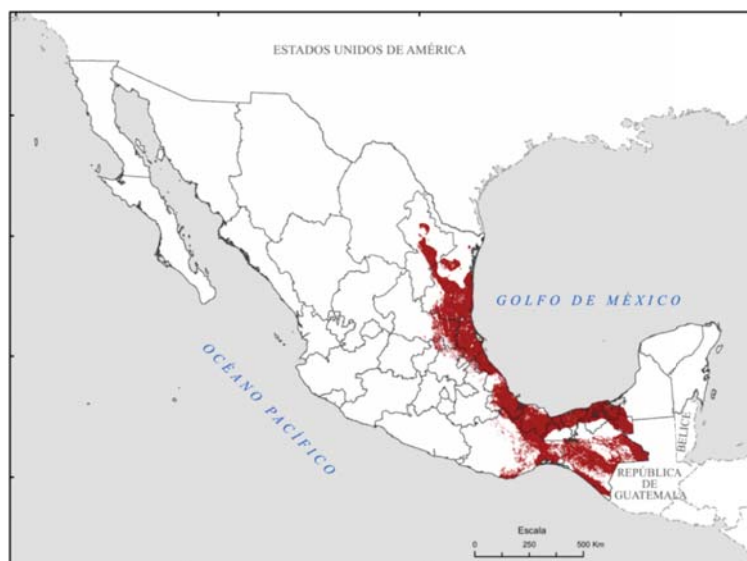 ESTADOS UNIDOS DE AMÉRICA
GOLFO DE MÉXICO
OCÉANO PACÍFICO
BELICE
REPÚBLICA
DE
GUATEMALA
Escala
0 250 500 Km